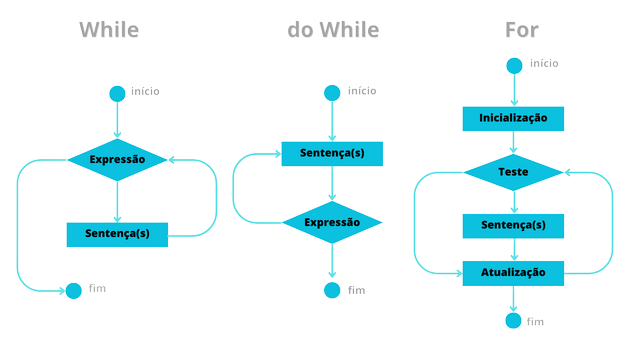 While
início
Expressão
Sentença(s)
fim
do While
início
Sentença(s)
Expressão
fim
For
início
Inicialização
Teste
Sentença(s)
Atualização
fim